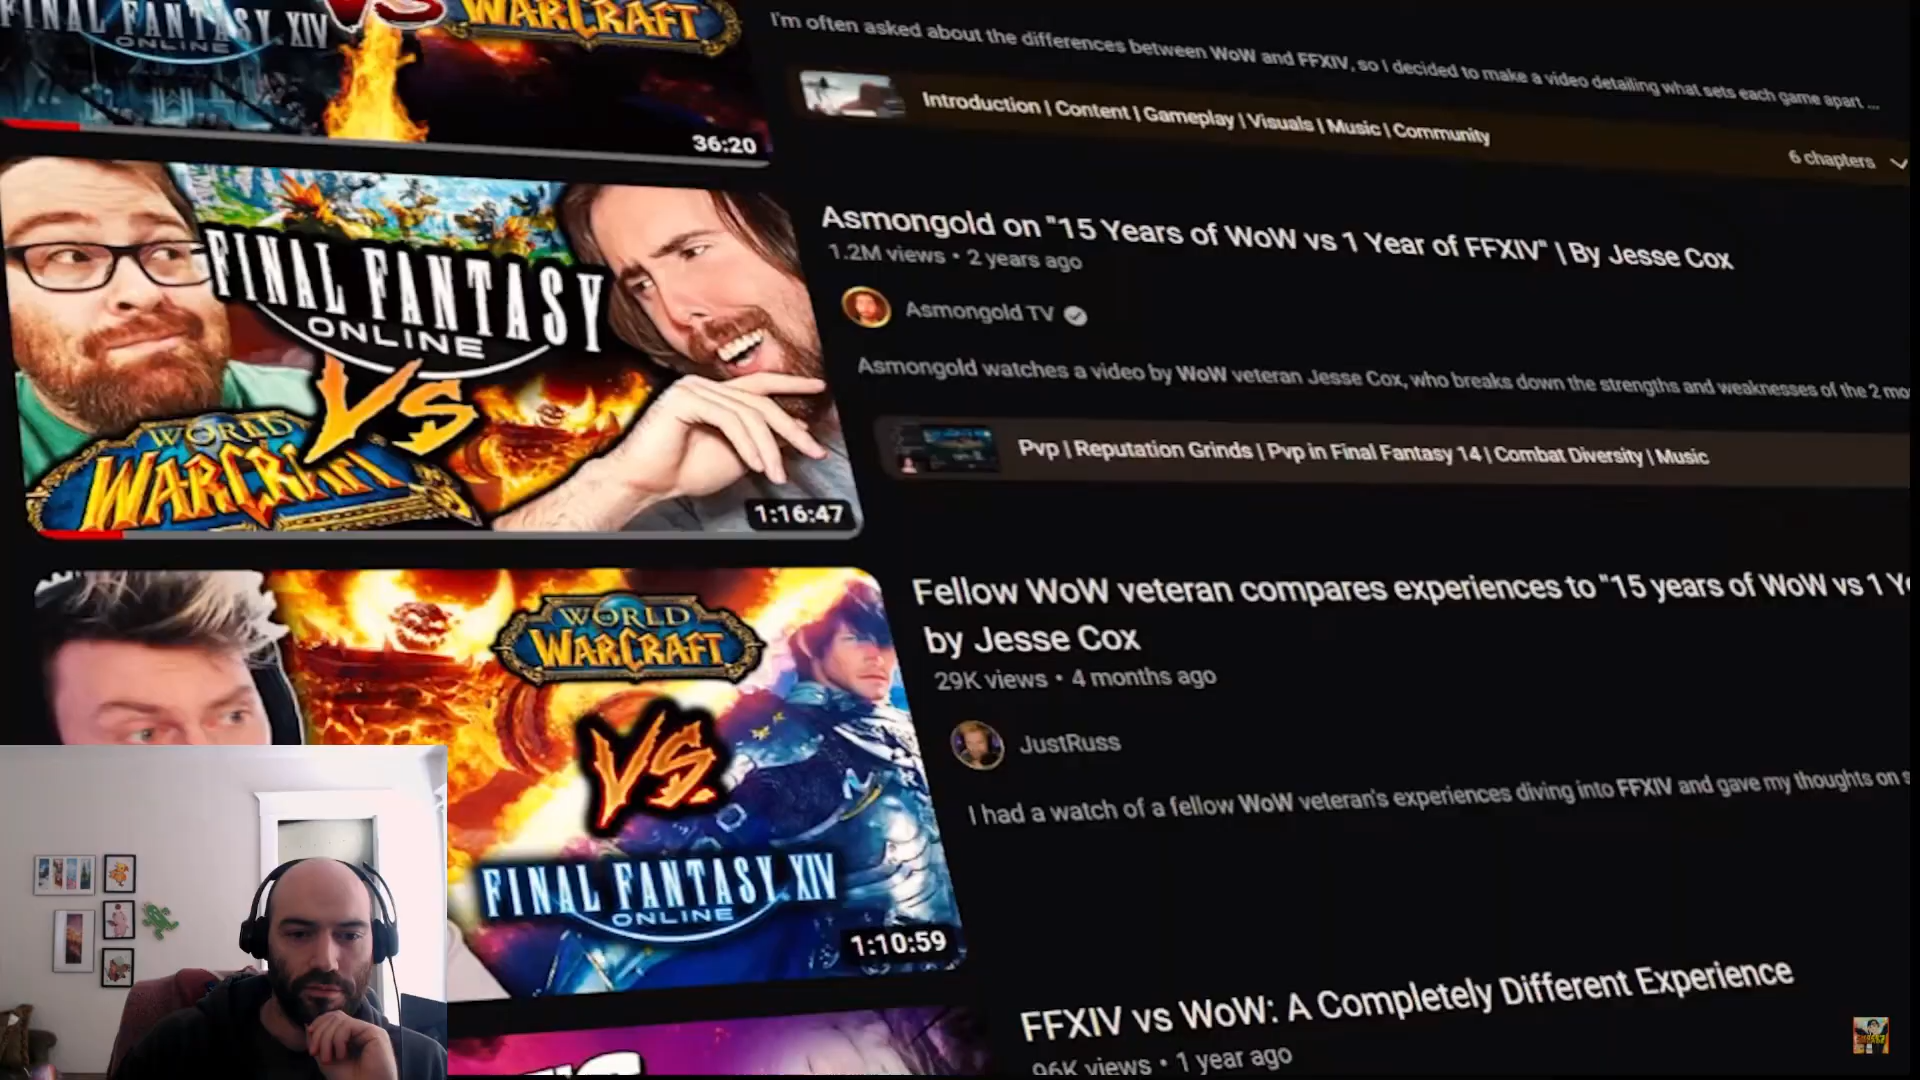 FINAL FANTASY XIV
ONLINE
VS
WARCRAFT
36:20
I'm often asked about the differences between WoW and FFXIV, so I decided to make a video detailing what sets each game apart ...
Introduction | Content | Gameplay | Visuals | Music | Community
6 chapters
FINAL FANTASY
ONLINE
VS
WORLD
WARCRAFT
1:16:47
Asmongold on "15 Years of WoW vs 1 Year of FFXIV" | By Jesse Cox
1.2M views • 2 years ago
Asmongold TV
Asmongold watches a video by WoW veteran Jesse Cox, who breaks down the strengths and weaknesses of the 2 mo
Pvp | Reputation Grinds | Pvp in Final Fantasy 14 | Combat Diversity | Music
WORLD
WARCRAFT
VS.
FINAL FANTASY XIV
ONLINE
1:10:59
Fellow WoW veteran compares experiences to "15 years of WoW vs 1 Ye
by Jesse Cox
29K views • 4 months ago
JustRuss
I had a watch of a fellow WoW veteran's experiences diving into FFXIV and gave my thoughts on s
FFXIV vs WoW: A Completely Different Experience
96K views • 1 year ago